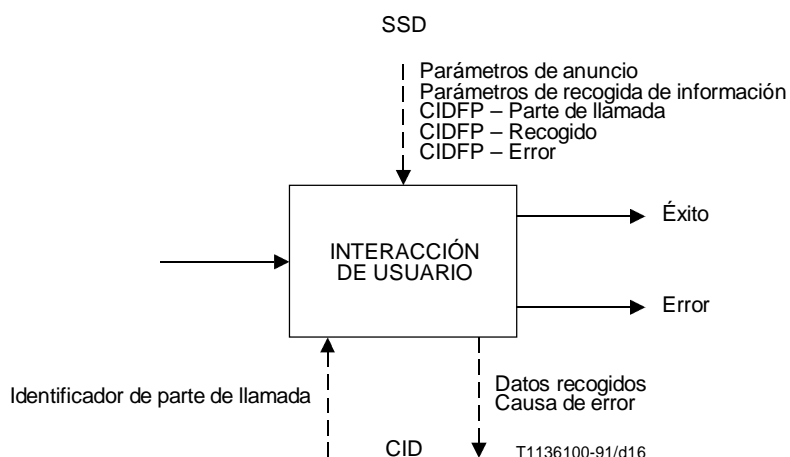 SSD
Parámetros de anuncio
Parámetros de recogida de información
CIDFP – Parte de llamada
CIDFP – Recogido
CIDFP – Error
Éxito
INTERACCIÓN
DE USUARIO
Error
Identificador de parte de llamada
Datos recogidos
Causa de error
CID
T1136100-91/d16